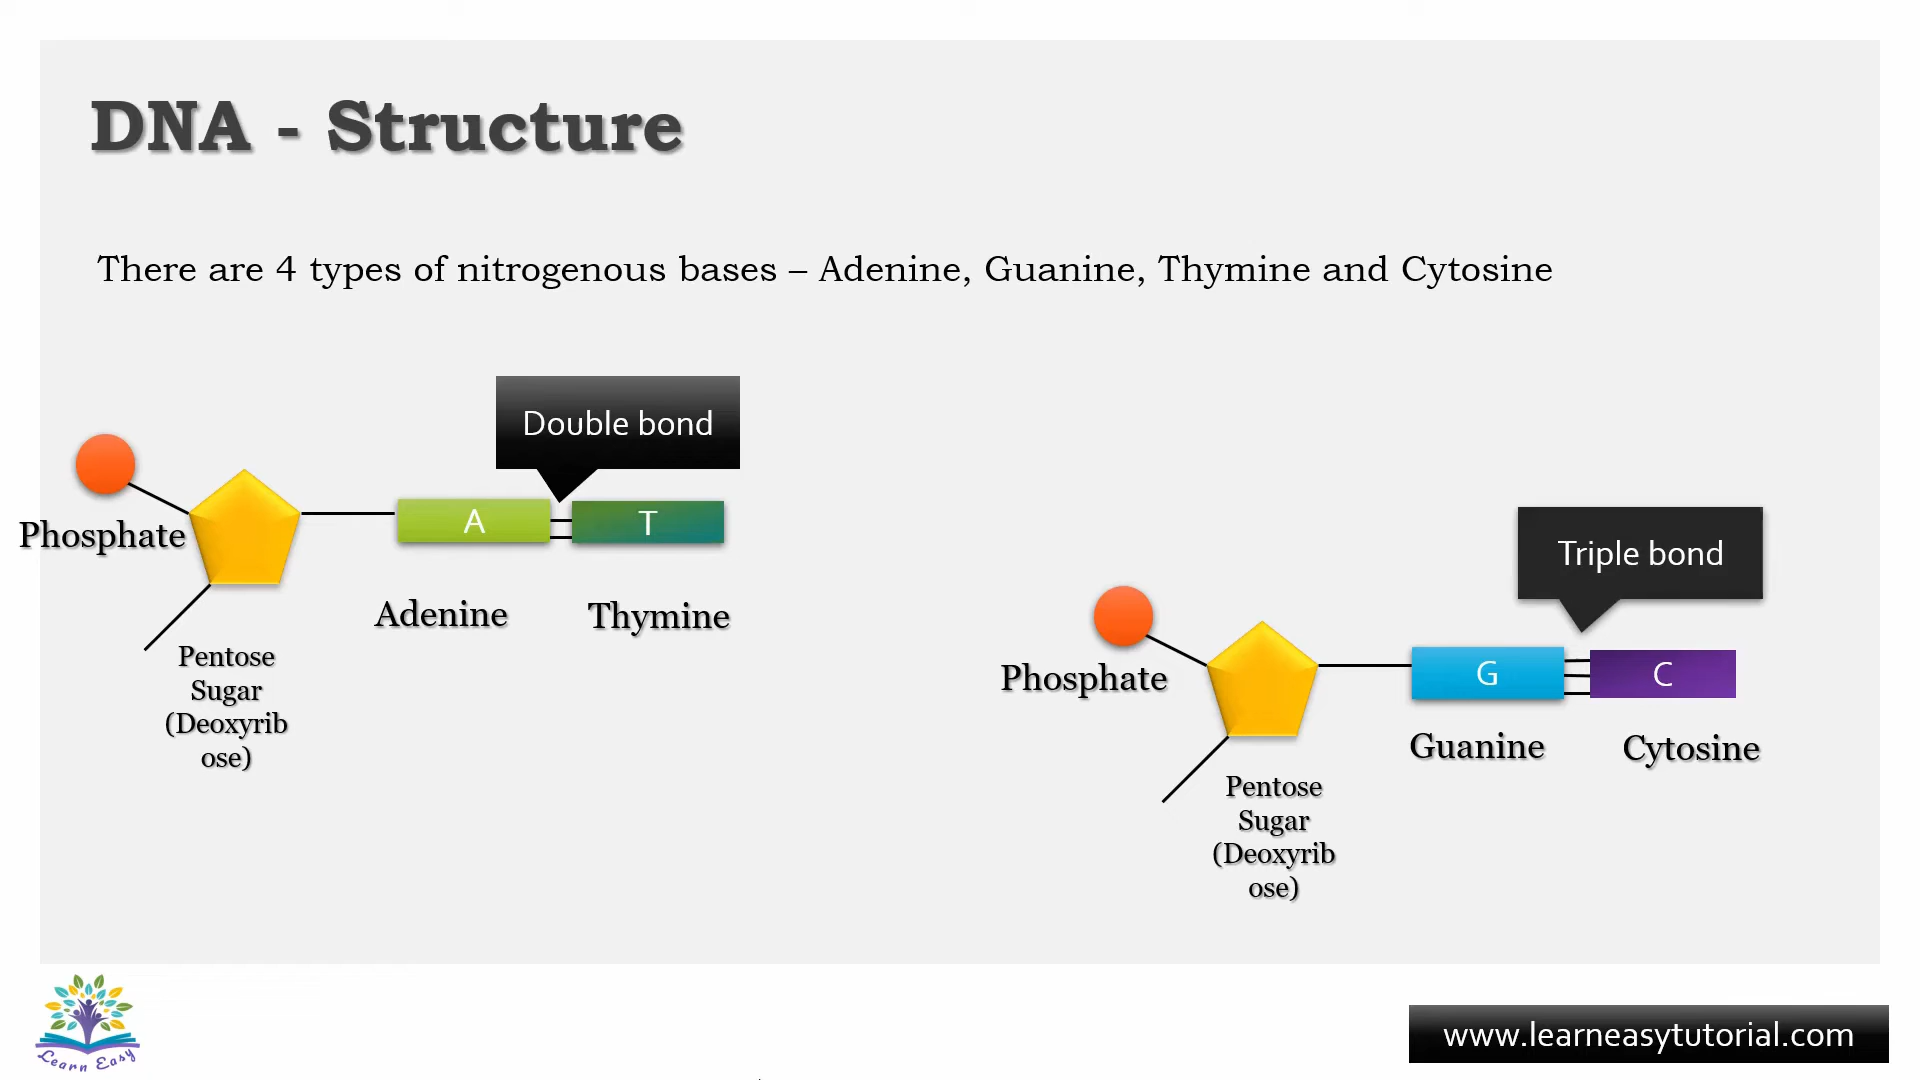 DNA - Structure
There are 4 types of nitrogenous bases – Adenine, Guanine, Thymine and Cytosine
Double bond
A
T
Phosphate
Adenine
Thymine
Pentose
Sugar
(Deoxyrib
ose)
Triple bond
G
C
Phosphate
Guanine
Cytosine
Pentose
Sugar
(Deoxyrib
ose)
Learn Easy
www.learneasytutorial.com